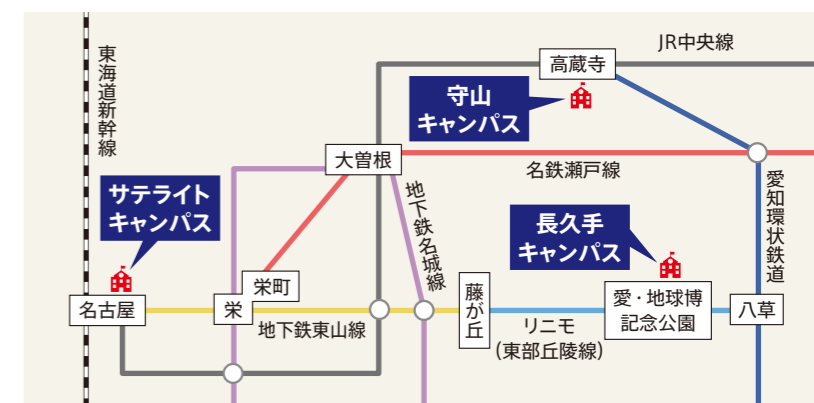 東海道新幹線
JR中央線
高蔵寺
守山
キャンパス
大曽根
名鉄瀬戸線
サテライト
キャンパス
地下鉄名城線
長久手
キャンパス
愛知環状鉄道
名古屋
栄
栄町
地下鉄東山線
藤が丘
リニモ
(東部丘陵線)
愛・地球博
記念公園
八草